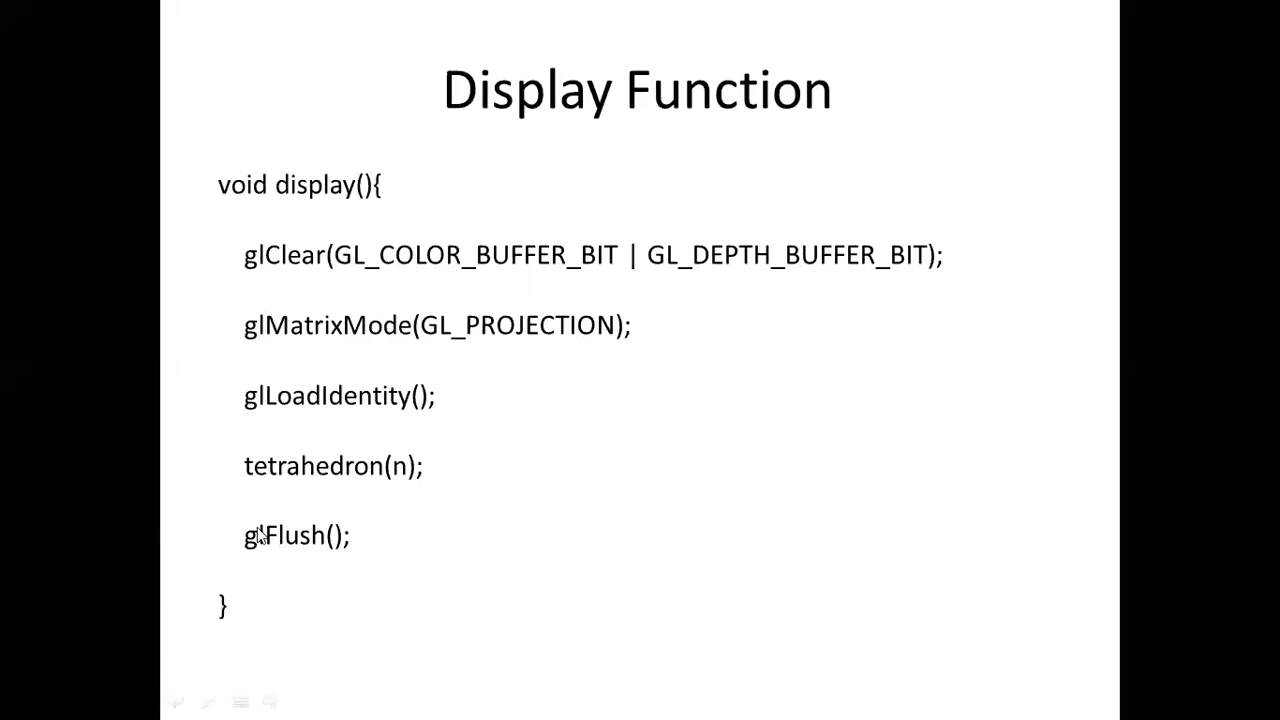 Display Function
void display(){
glClear(GL_COLOR_BUFFER_BIT | GL_DEPTH_BUFFER_BIT);
glMatrixMode(GL_PROJECTION);
glLoadIdentity();
tetrahedron(n);
glFlush();
}